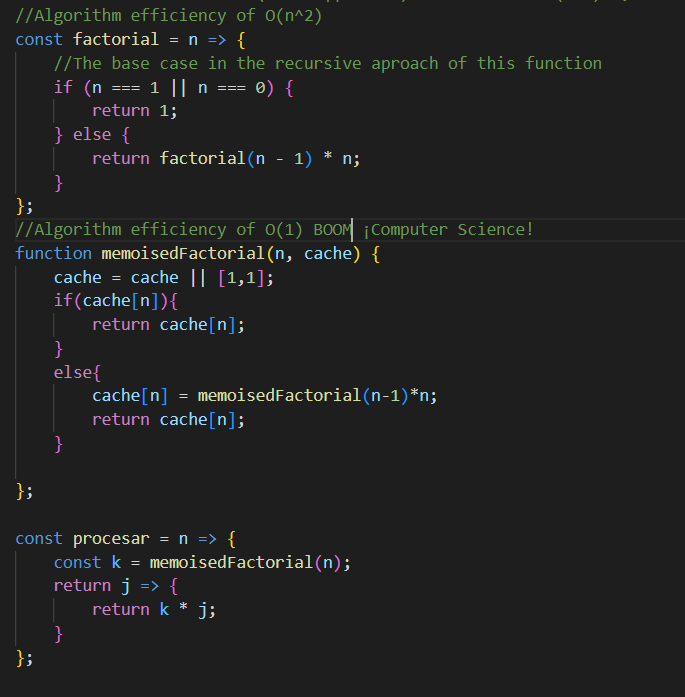 //Algorithm efficiency of O(n^2)
const factorial = n => {
    //The base case in the recursive aproach of this function
    if (n === 1 || n === 0) {
        return 1;
    } else {
        return factorial(n - 1) * n;
    }
};
//Algorithm efficiency of O(1) BOOM ¡Computer Science!
function memoisedFactorial(n, cache) {
    cache = cache || [1,1];
    if(cache[n]){
        return cache[n];
    }
    else{
        cache[n] = memoisedFactorial(n-1)*n;
        return cache[n];
    }
};
const procesar = n => {
    const k = memoisedFactorial(n);
    return j => {
        return k * j;
    }
};